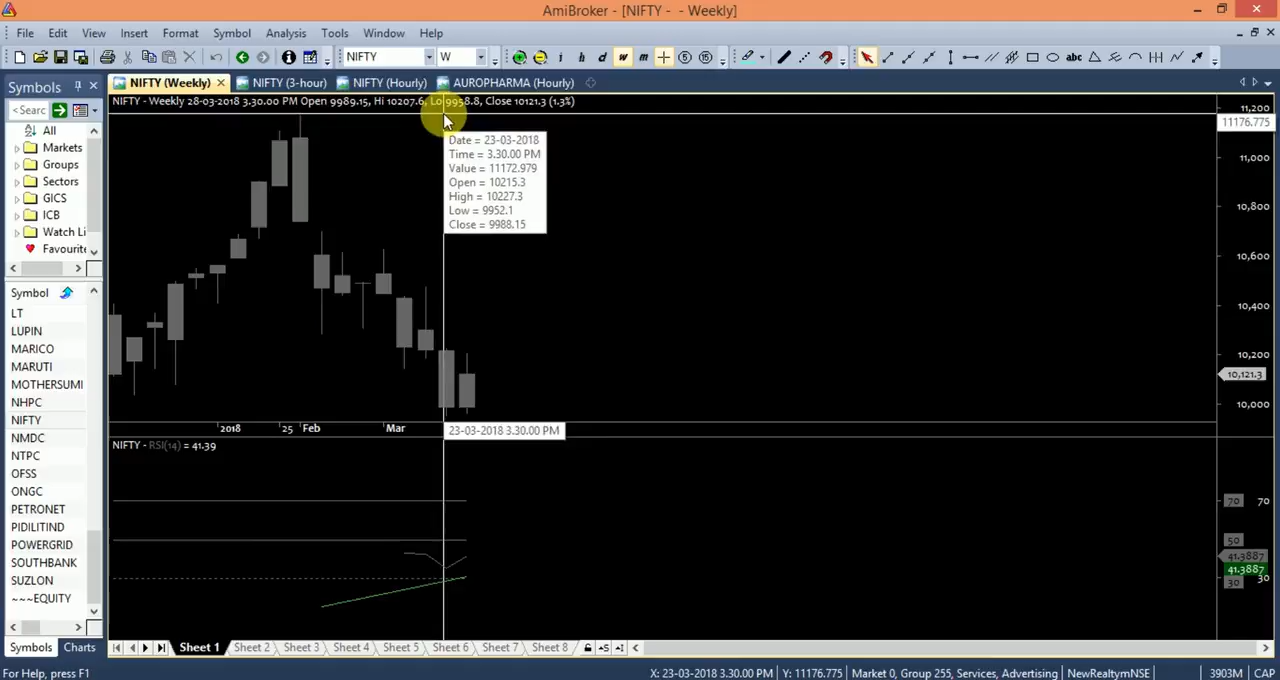 AmiBroker - [NIFTY - - Weekly]
File Edit View Insert Format Symbol Analysis Tools Window Help
NIFTY W i h d w m 5 15 abc
Symbols
NIFTY (Weekly) NIFTY (3-hour) NIFTY (Hourly) AUROPHARMA (Hourly)
<Searc
All
Markets
Groups
Sectors
GICS
ICB
Watch Li
Favourite
Symbol
LT
LUPIN
MARICO
MARUTI
MOTHERSUMI
NHPC
NIFTY
NMDC
NTPC
OFSS
ONGC
PETRONET
PIDILITIND
POWERGRID
SOUTHBANK
SUZLON
~~~EQUITY
Symbols Charts
NIFTY - Weekly 28-03-2018 3.30.00 PM Open 9989.15, Hi 10207.6, Lo 9958.8, Close 10121.3 (1.3%)
Date = 23-03-2018
Time = 3.30.00 PM
Value = 11172.979
Open = 10215.3
High = 10227.3
Low = 9952.1
Close = 9988.15
11,200
11176.775
11,000
10,800
10,600
10,400
10,200
10,121.3
10,000
2018 25 Feb Mar
23-03-2018 3.30.00 PM
NIFTY - RSI(14) = 41.39
70 70
50
41.3887
41.3887
30 30
Sheet 1 Sheet 2 Sheet 3 Sheet 4 Sheet 5 Sheet 6 Sheet 7 Sheet 8
For Help, press F1
X: 23-03-2018 3.30.00 PM Y: 11176.775 Market 0, Group 255, Services, Advertising NewRealtymNSE 3903M CAP